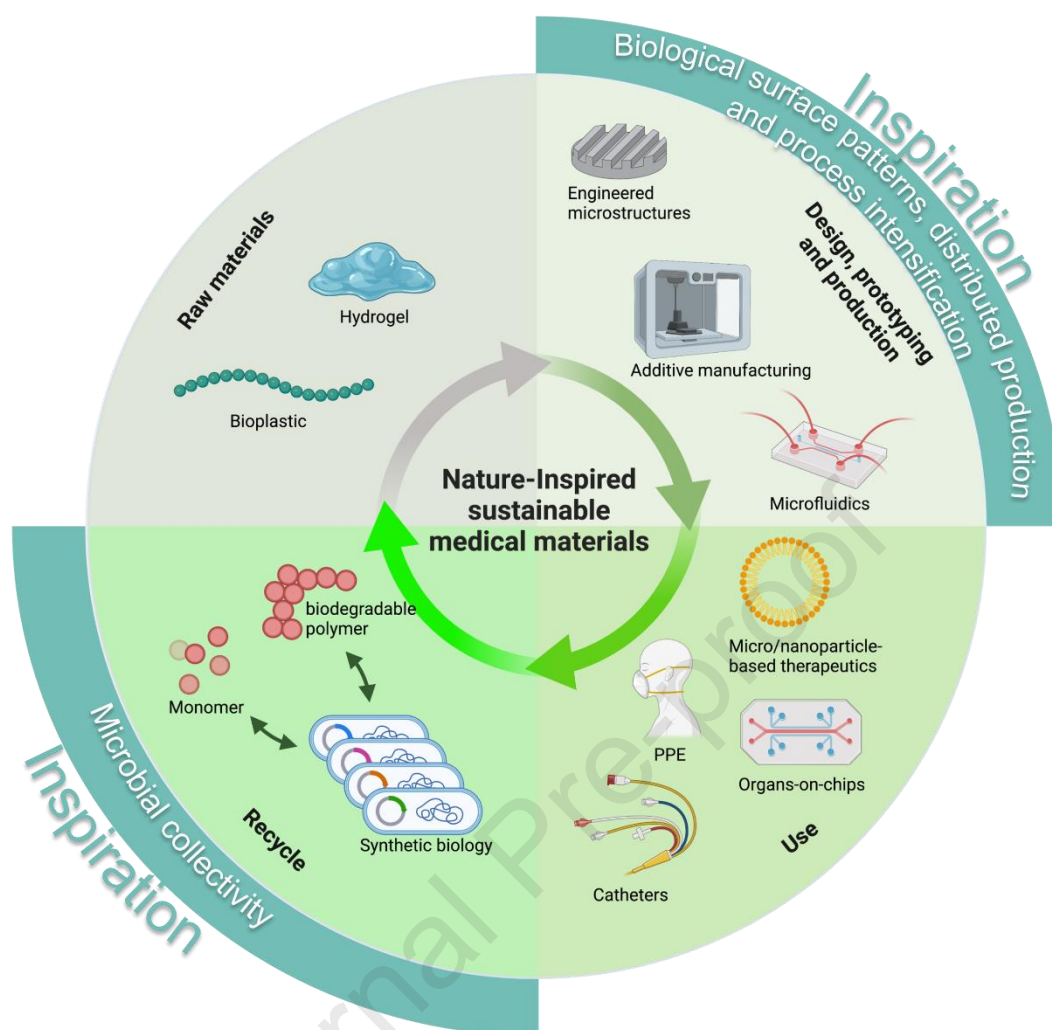 Inspiration
Biological surface patterns, distributed production
and process intensification
Design, prototyping
and production
Engineered
microstructures
Additive manufacturing
Microfluidics
Raw materials
Hydrogel
Bioplastic
Nature-Inspired
sustainable
medical materials
biodegradable
polymer
Monomer
Synthetic biology
Recycle
Microbial collectivity
Inspiration
Micro/nanoparticle-
based therapeutics
PPE
Organs-on-chips
Catheters
Use
rnal Pre-proof